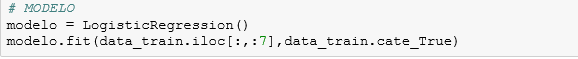 # MODELO
modelo = LogisticRegression()
modelo.fit(data_train.iloc[:,:7],data_train.cate_True)